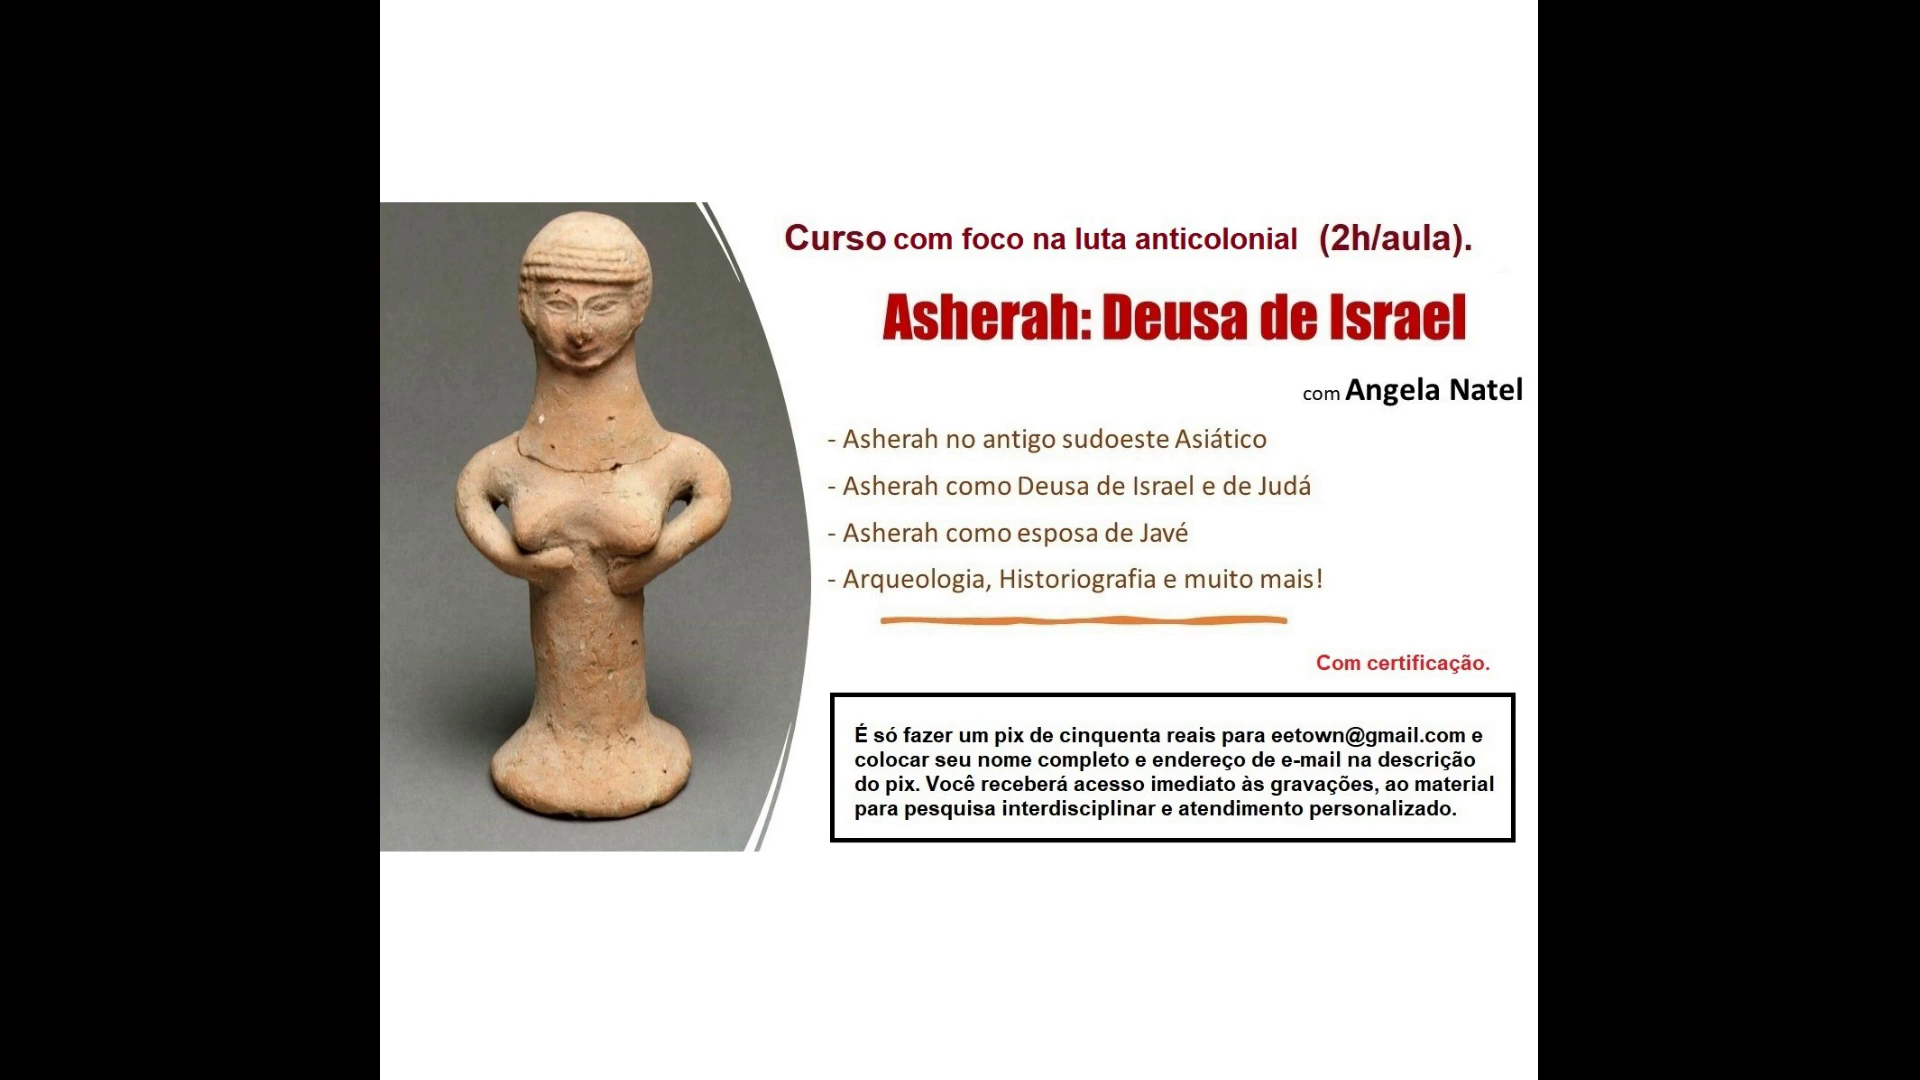 Curso com foco na luta anticolonial (2h/aula).
Asherah: Deusa de Israel
com Angela Natel
- Asherah no antigo sudoeste Asiático
- Asherah como Deusa de Israel e de Judá
- Asherah como esposa de Javé
- Arqueologia, Historiografia e muito mais!
Com certificação.
É só fazer um pix de cinquenta reais para eetown@gmail.com e
colocar seu nome completo e endereço de e-mail na descrição
do pix. Você receberá acesso imediato às gravações, ao material
para pesquisa interdisciplinar e atendimento personalizado.